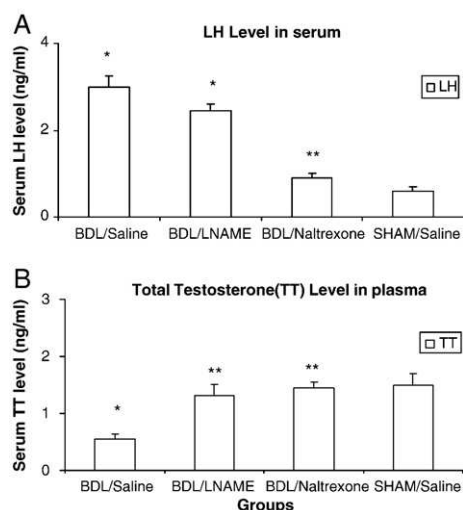 A
LH Level in serum
Serum LH level (ng/ml)
4
2
0
* * **
LH
BDL/Saline BDL/LNAME BDL/Naltrexone SHAM/Saline
B
Total Testosterone(TT) Level in plasma
Serum TT level (ng/ml)
3
2
1
0
* ** **
TT
BDL/Saline BDL/LNAME BDL/Naltrexone SHAM/Saline
Groups